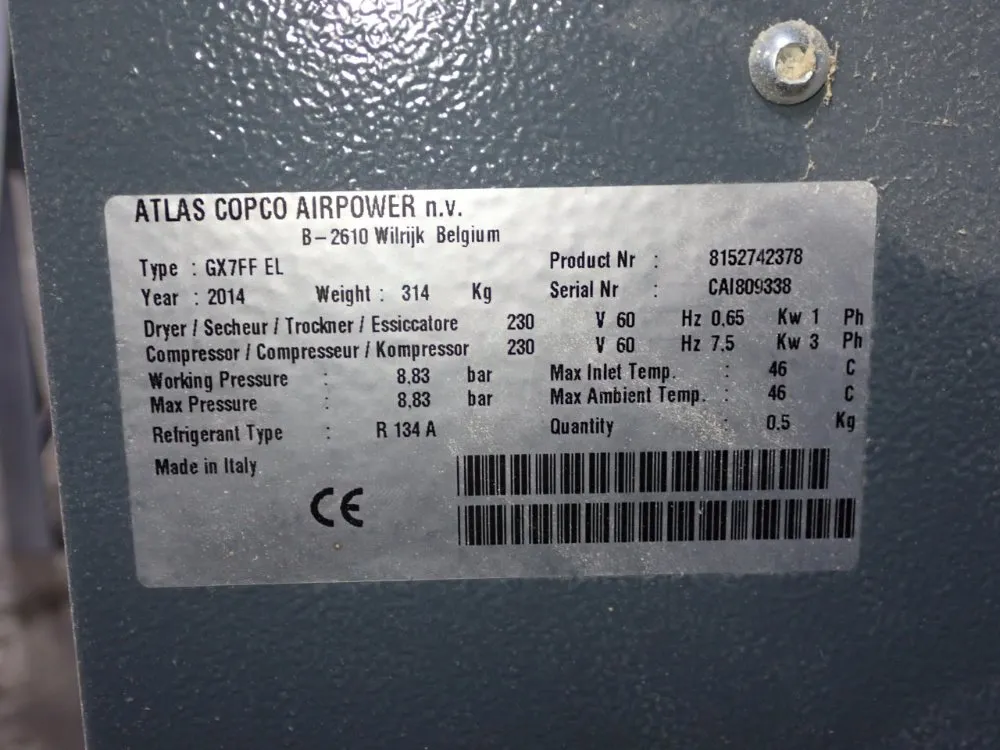 ATLAS COPCO AIRPOWER n.v.
B-2610 Wilrijk Belgium
Type : GX7FF EL
Product Nr : 8152742378
Year : 2014 Weight : 314 Kg
Serial Nr : CAI809338
Dryer / Secheur / Trockner / Essiccatore 230 V 60 Hz 0.65 Kw 1 Ph
Compressor / Compresseur / Kompressor 230 V 60 Hz 7.5 Kw 3 Ph
Working Pressure : 8,83 bar Max Inlet Temp. : 46 C
Max Pressure : 8,83 bar Max Ambient Temp. : 46 C
Refrigerant Type : R 134 A Quantity : 0.5 Kg
Made in Italy
CE